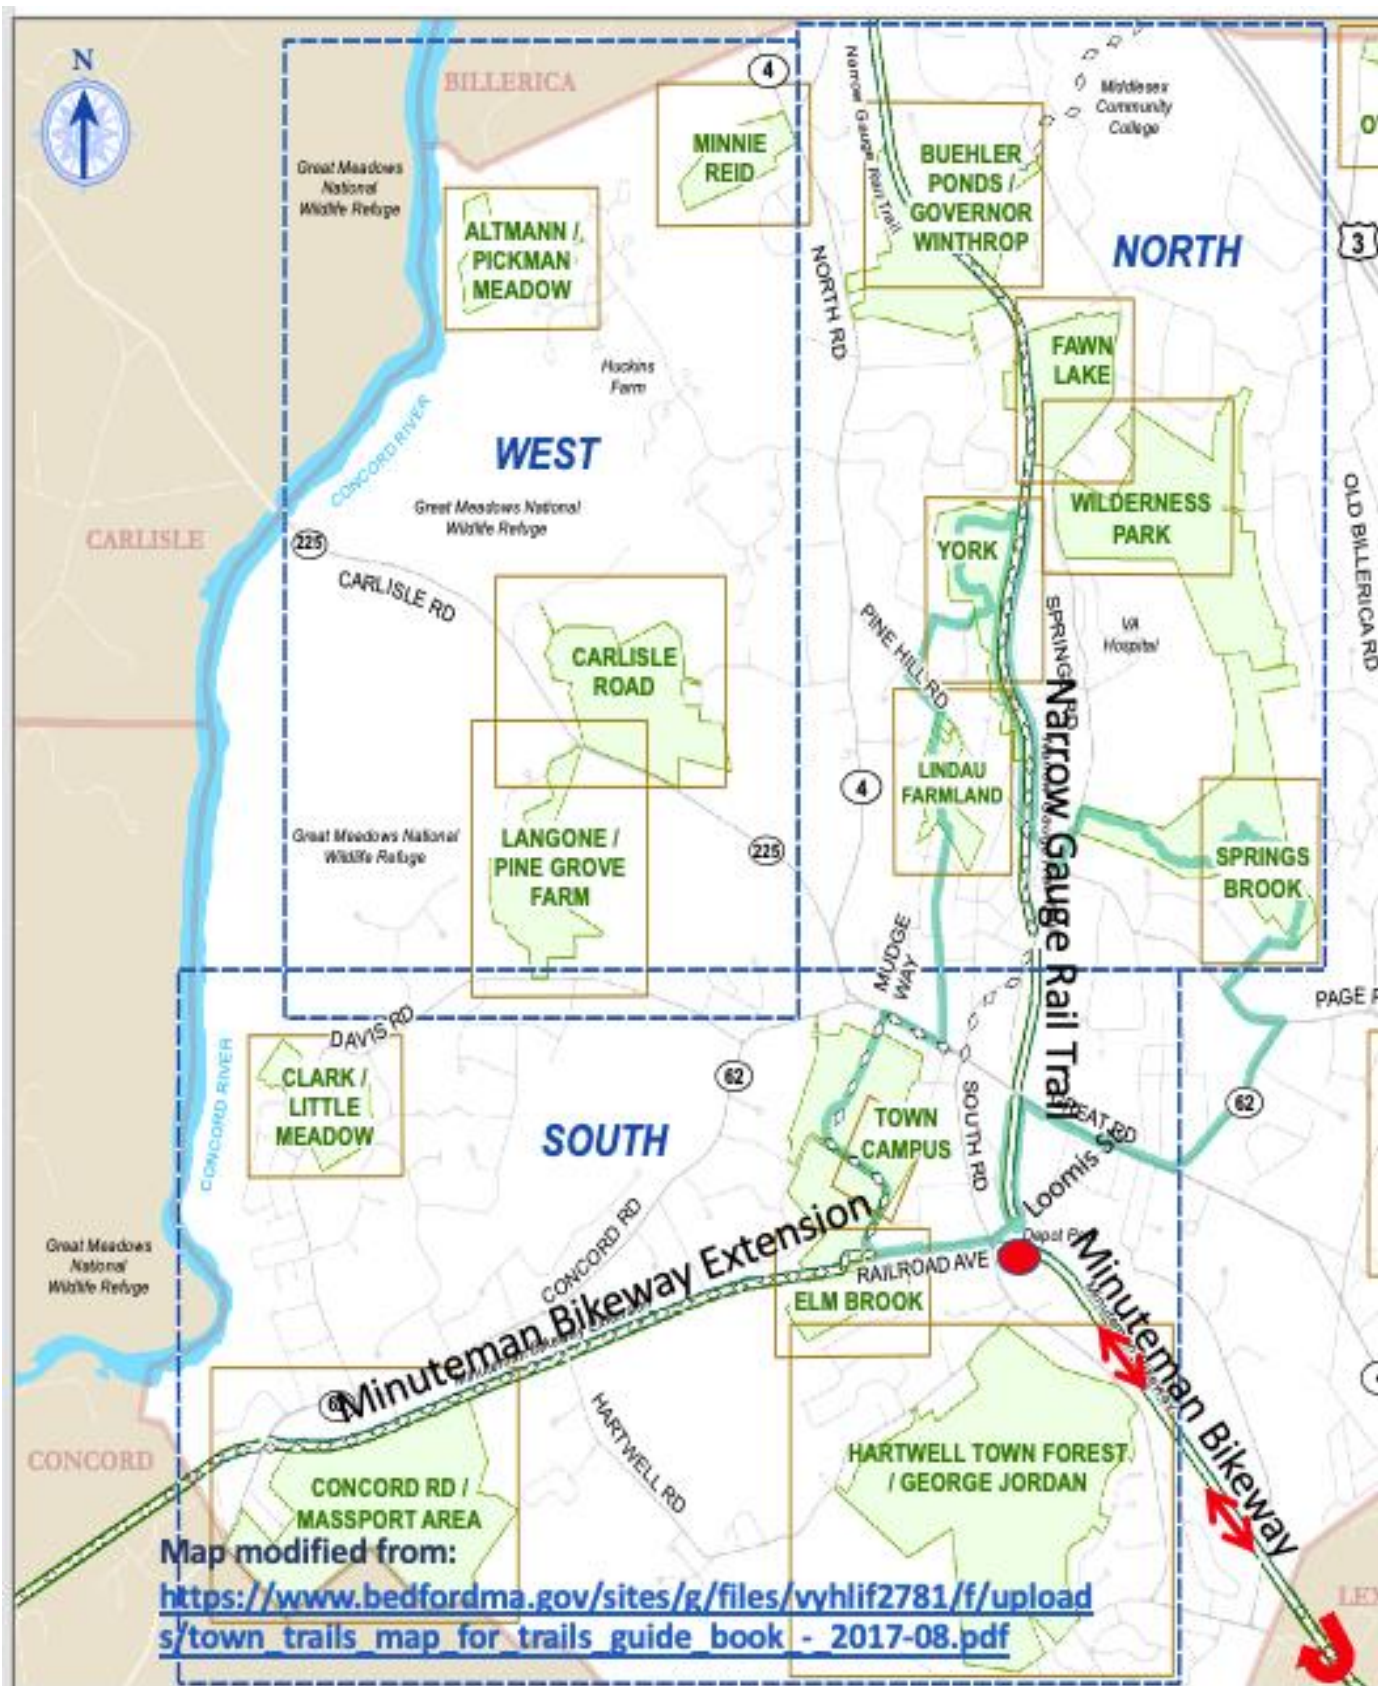 N
BILLERICA
4
Narrow Gauge Rail Trail
Middlesex
Community
College
MINNIE
REID
BUEHLER
PONDS /
GOVERNOR
WINTHROP
Great Meadows
National
Wildlife Refuge
ALTMANN /
PICKMAN
MEADOW
NORTH
3
NORTH RD
FAWN
LAKE
Huckins
Farm
CONCORD RIVER
WEST
Great Meadows National
Wildlife Refuge
WILDERNESS
PARK
OLD BILLERICA RD
CARLISLE
225
YORK
CARLISLE RD
PINE HILL RD
SPRINGS RD
VA
Hospital
CARLISLE
ROAD
Narrow Gauge Rail Trail
LINDAU
FARMLAND
4
Great Meadows National
Wildlife Refuge
LANGONE /
PINE GROVE
FARM
225
SPRINGS
BROOK
MUDGE
WAY
PAGE
DAVIS RD
CONCORD RIVER
CLARK /
LITTLE
MEADOW
62
SOUTH
TOWN
CAMPUS
SOUTH RD
GREAT RD
62
Loomis St
Great Meadows
National
Wildlife Refuge
CONCORD RD
Minuteman Bikeway Extension
RAILROAD AVE
ELM BROOK
Minuteman Bikeway
HARTWELL RD
CONCORD
HARTWELL TOWN FOREST
/ GEORGE JORDAN
CONCORD RD /
MASSPORT AREA
LEX
Map modified from:
https://www.bedfordma.gov/sites/g/files/vyhlif2781/f/upload
s/town_trails_map_for_trails_guide_book_-_2017-08.pdf